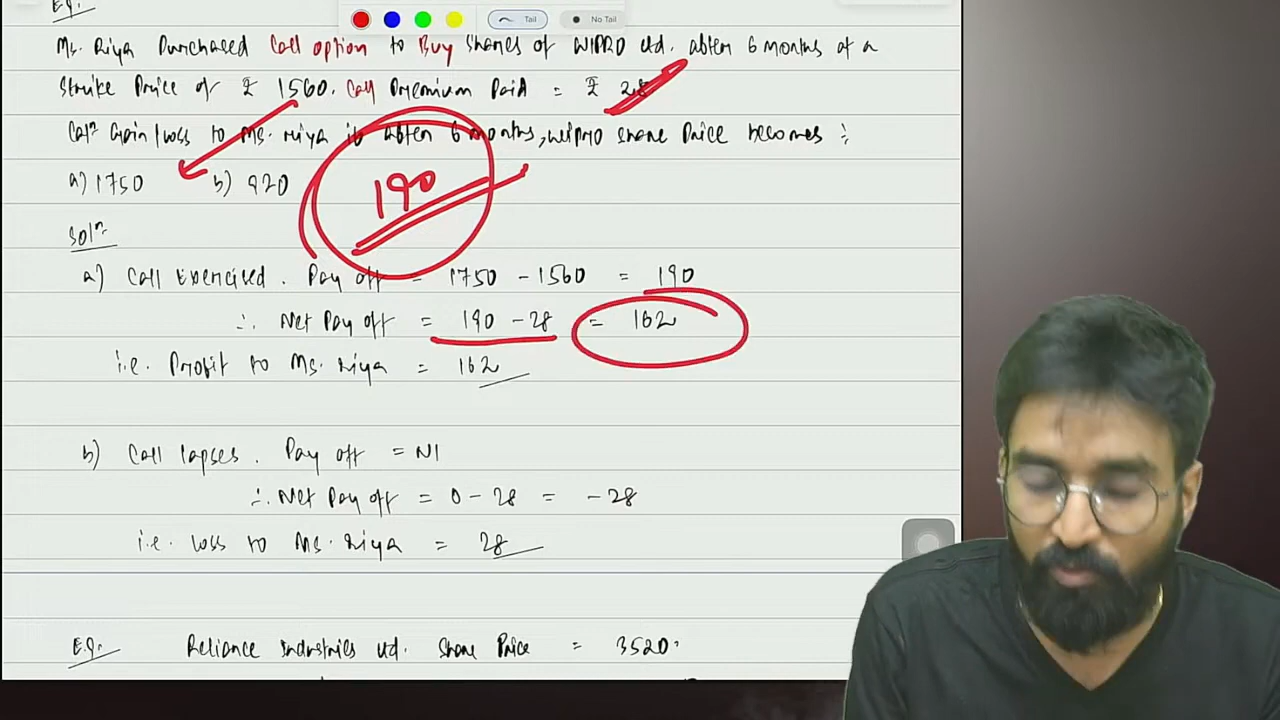 Eg.
Tail
No Tail
Ms. Riya Purchased Call option to Buy shares of WIPRO Ltd. after 6 months at a
Strike Price of ₹ 1560. Call Premium Paid = ₹ 28
Calⁿ Gain/Loss to Ms. Riya if after 6 months, Wipro share Price becomes :
a) 1750 b) 920
190
Solⁿ
a) Call Exercised. Pay off = 1750 - 1560 = 190
∴ Net Pay off = 190 - 28 = 162
i.e. Profit to Ms. Riya = 162
b) Call lapses. Pay off = Nil
∴ Net Pay off = 0 - 28 = -28
i.e. loss to Ms. Riya = 28
E.g. Reliance Industries Ltd. Share Price = 3520.